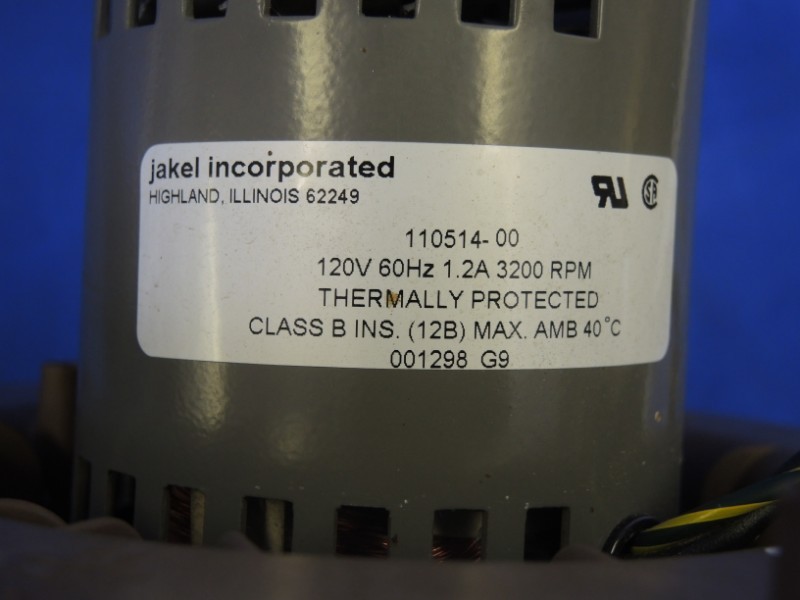 jakel incorporated
HIGHLAND, ILLINOIS 62249
110514- 00
120V 60Hz 1.2A 3200 RPM
THERMALLY PROTECTED
CLASS B INS. (12B) MAX. AMB 40°C
001298 G9